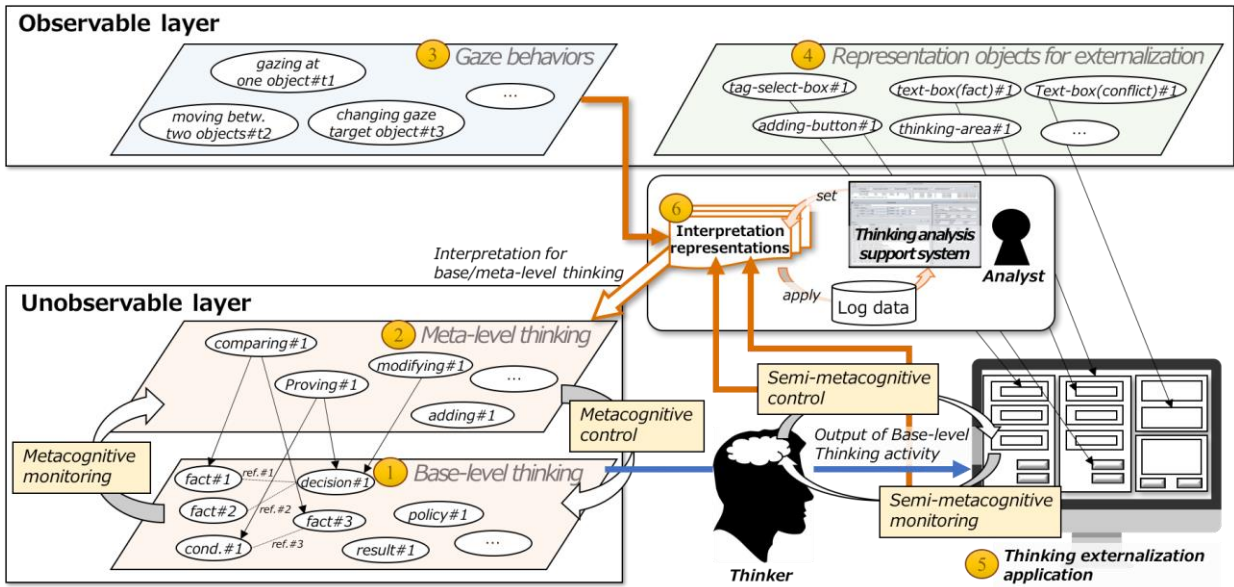 Observable layer
3 Gaze behaviors
gazing at
one object#t1
...
moving betw.
two objects#t2
changing gaze
target object#t3
4 Representation objects for externalization
tag-select-box#1
text-box(fact)#1
Text-box(conflict)#1
adding-button#1
thinking-area#1
...
6
Interpretation
representations
set
Thinking analysis
support system
Analyst
apply
Log data
Interpretation for
base/meta-level thinking
Unobservable layer
2 Meta-level thinking
comparing#1
modifying#1
Proving#1
...
adding#1
Metacognitive
monitoring
Metacognitive
control
1 Base-level thinking
fact#1
ref.#1
decision#1
fact#2
ref.#2
fact#3
policy#1
cond.#1
ref.#3
result#1
...
Semi-metacognitive
control
Output of Base-level
Thinking activity
Semi-metacognitive
monitoring
Thinker
5 Thinking externalization
application